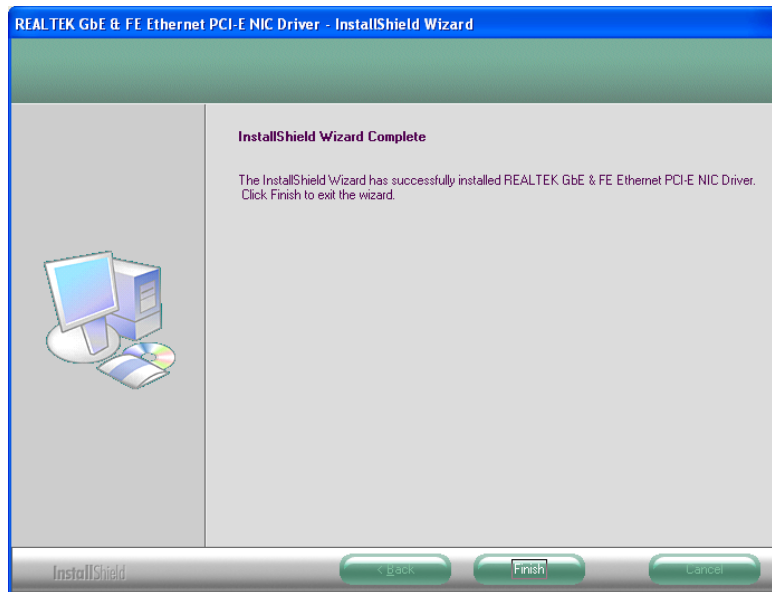 REALTEK GbE & FE Ethernet PCI-E NIC Driver - InstallShield Wizard
InstallShield Wizard Complete
The InstallShield Wizard has successfully installed REALTEK GbE & FE Ethernet PCI-E NIC Driver.
Click Finish to exit the wizard.
InstallShield
< Back
Finish
Cancel